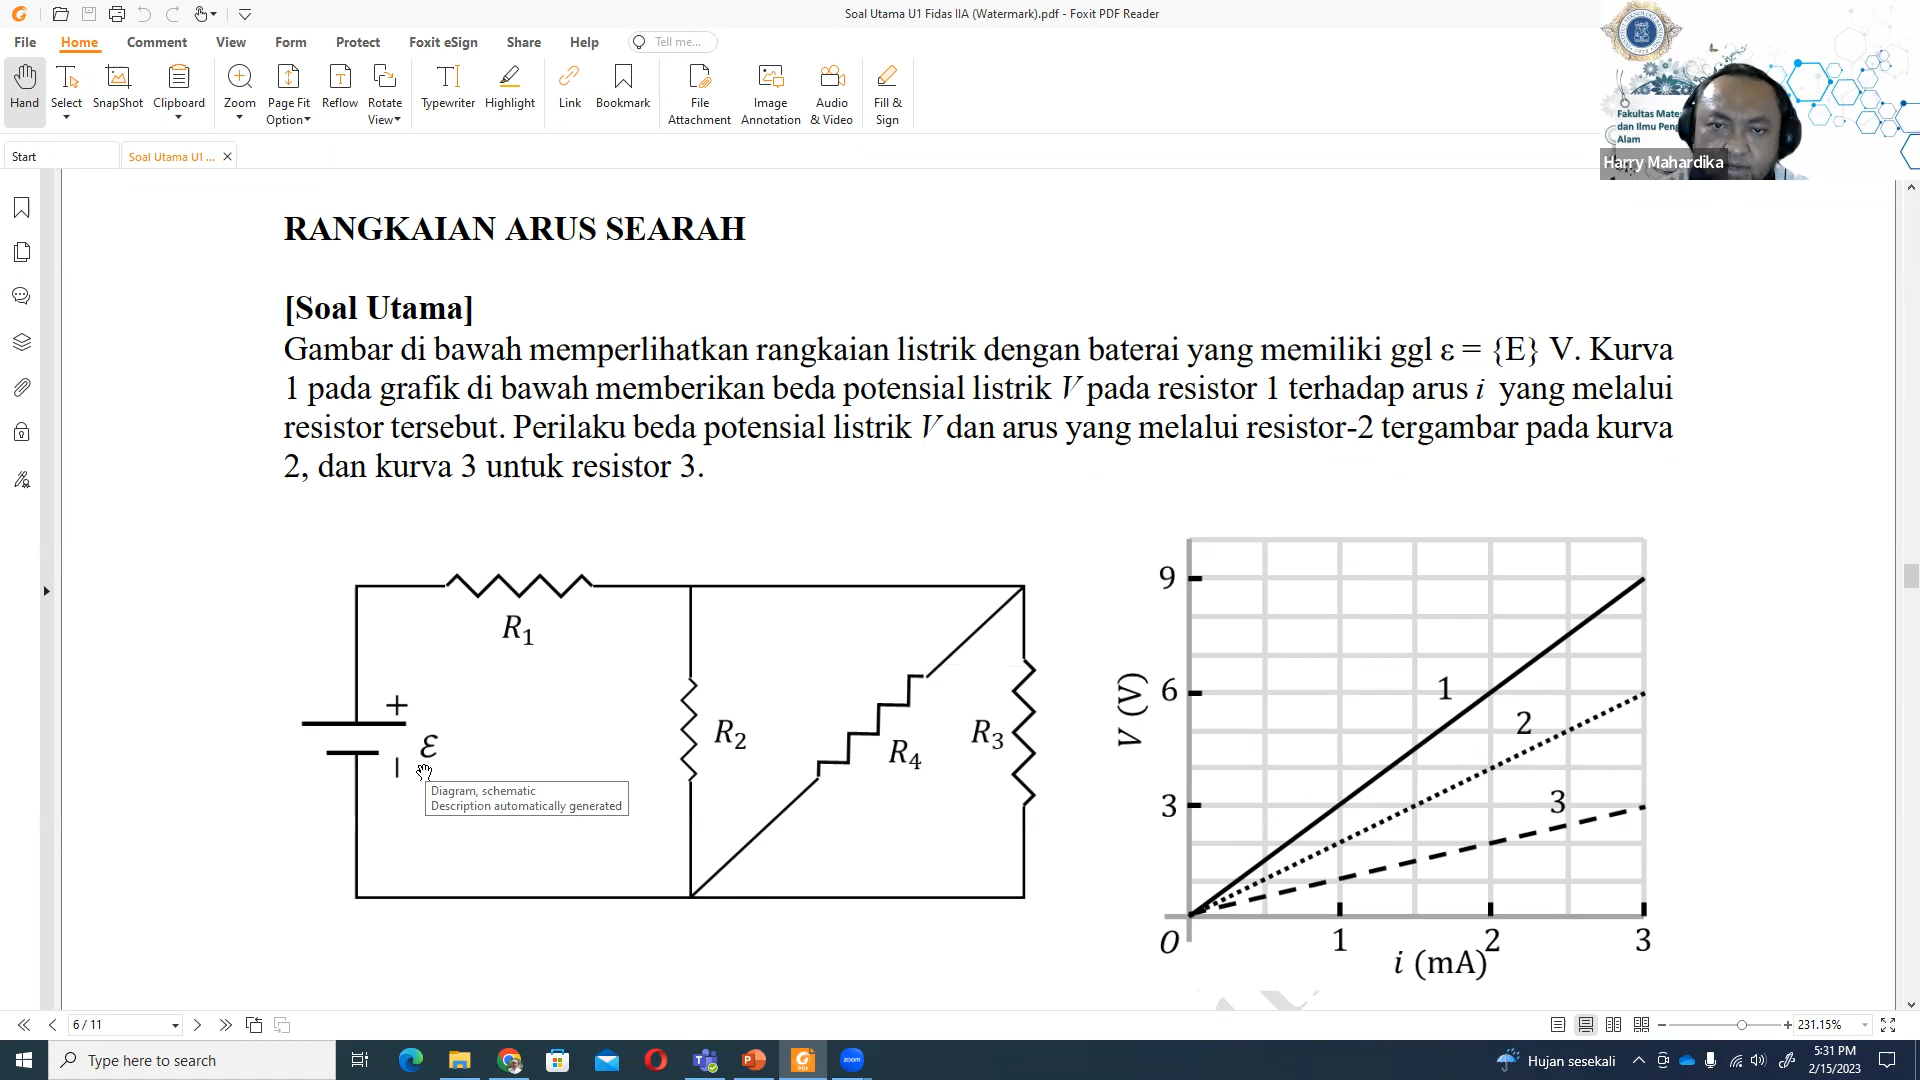 Soal Utama U1 Fidas IIA (Watermark).pdf - Foxit PDF Reader
File Home Comment View Form Protect Foxit eSign Share Help Tell me...
Hand Select SnapShot Clipboard Zoom Page Fit Option Reflow Rotate View Typewriter Highlight Link Bookmark File Attachment Image Annotation Audio & Video Fill & Sign
Fakultas Mate
dan Ilmu Peng
Alam
Harry Mahardika
Start Soal Utama U1 ...
RANGKAIAN ARUS SEARAH
[Soal Utama]
Gambar di bawah memperlihatkan rangkaian listrik dengan baterai yang memiliki ggl ε = {E} V. Kurva
1 pada grafik di bawah memberikan beda potensial listrik V pada resistor 1 terhadap arus i yang melalui
resistor tersebut. Perilaku beda potensial listrik V dan arus yang melalui resistor-2 tergambar pada kurva
2, dan kurva 3 untuk resistor 3.
R1
+
ℰ
R2
R4
R3
Diagram, schematic
Description automatically generated
9
6
3
V (V)
1
2
3
O 1 2 3
i (mA)
6 / 11
231.15%
Type here to search
zoom
Hujan sesekali
5:31 PM
2/15/2023